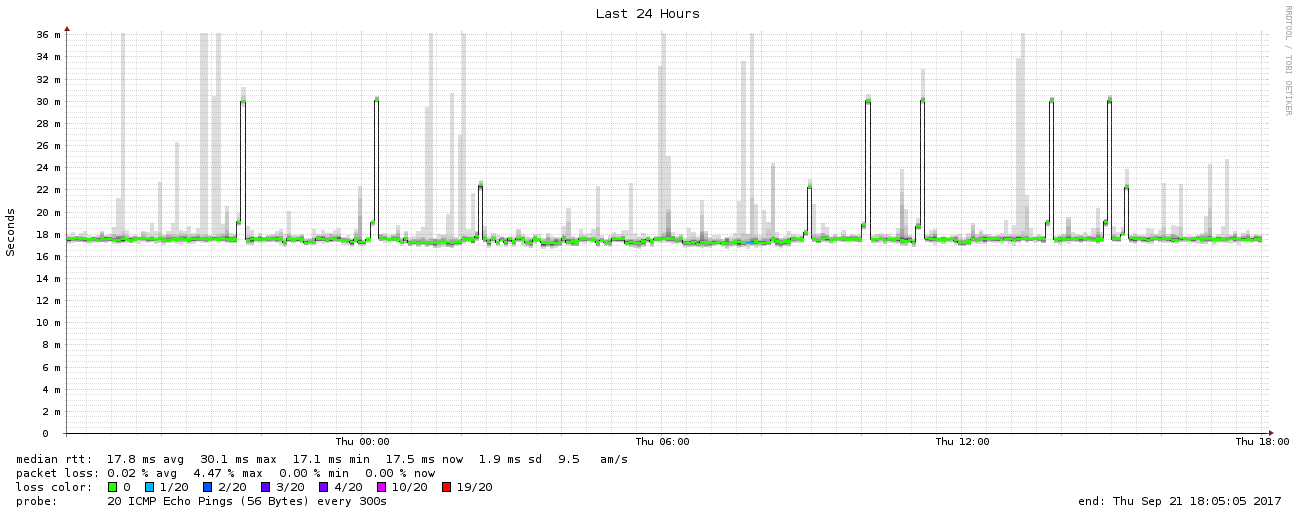 Last 24 Hours
RRDTOOL / TOBI OETIKER
Seconds
36 m
34 m
32 m
30 m
28 m
26 m
24 m
22 m
20 m
18 m
16 m
14 m
12 m
10 m
8 m
6 m
4 m
2 m
0
Thu 00:00 Thu 06:00 Thu 12:00 Thu 18:00
median rtt: 17.8 ms avg 30.1 ms max 17.1 ms min 17.5 ms now 1.9 ms sd 9.5 am/s
packet loss: 0.02 % avg 4.47 % max 0.00 % min 0.00 % now
loss color: 0 1/20 2/20 3/20 4/20 10/20 19/20
probe: 20 ICMP Echo Pings (56 Bytes) every 300s end: Thu Sep 21 18:05:05 2017